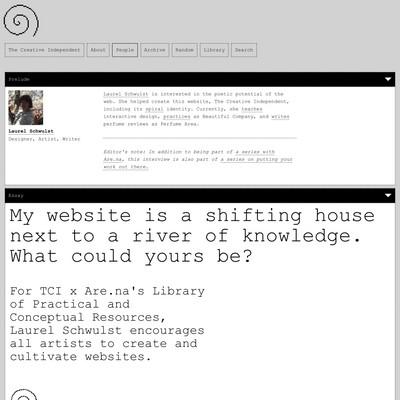 The Creative Independent
About
People
Archive
Random
Library
Search
Prelude
Laurel Schwulst
Designer, Artist, Writer
Laurel Schwulst is interested in the poetic potential of the
web. She helped create this website, The Creative Independent,
including its spiral identity. Currently, she teaches
interactive design, practices as Beautiful Company, and writes
perfume reviews as Perfume Area.
Editor's note: In addition to being part of a series with
Are.na, this interview is also part of a series on putting your
work out there.
Essay
My website is a shifting house
next to a river of knowledge.
What could yours be?
For TCI x Are.na's Library
of Practical and
Conceptual Resources,
Laurel Schwulst encourages
all artists to create and
cultivate websites.